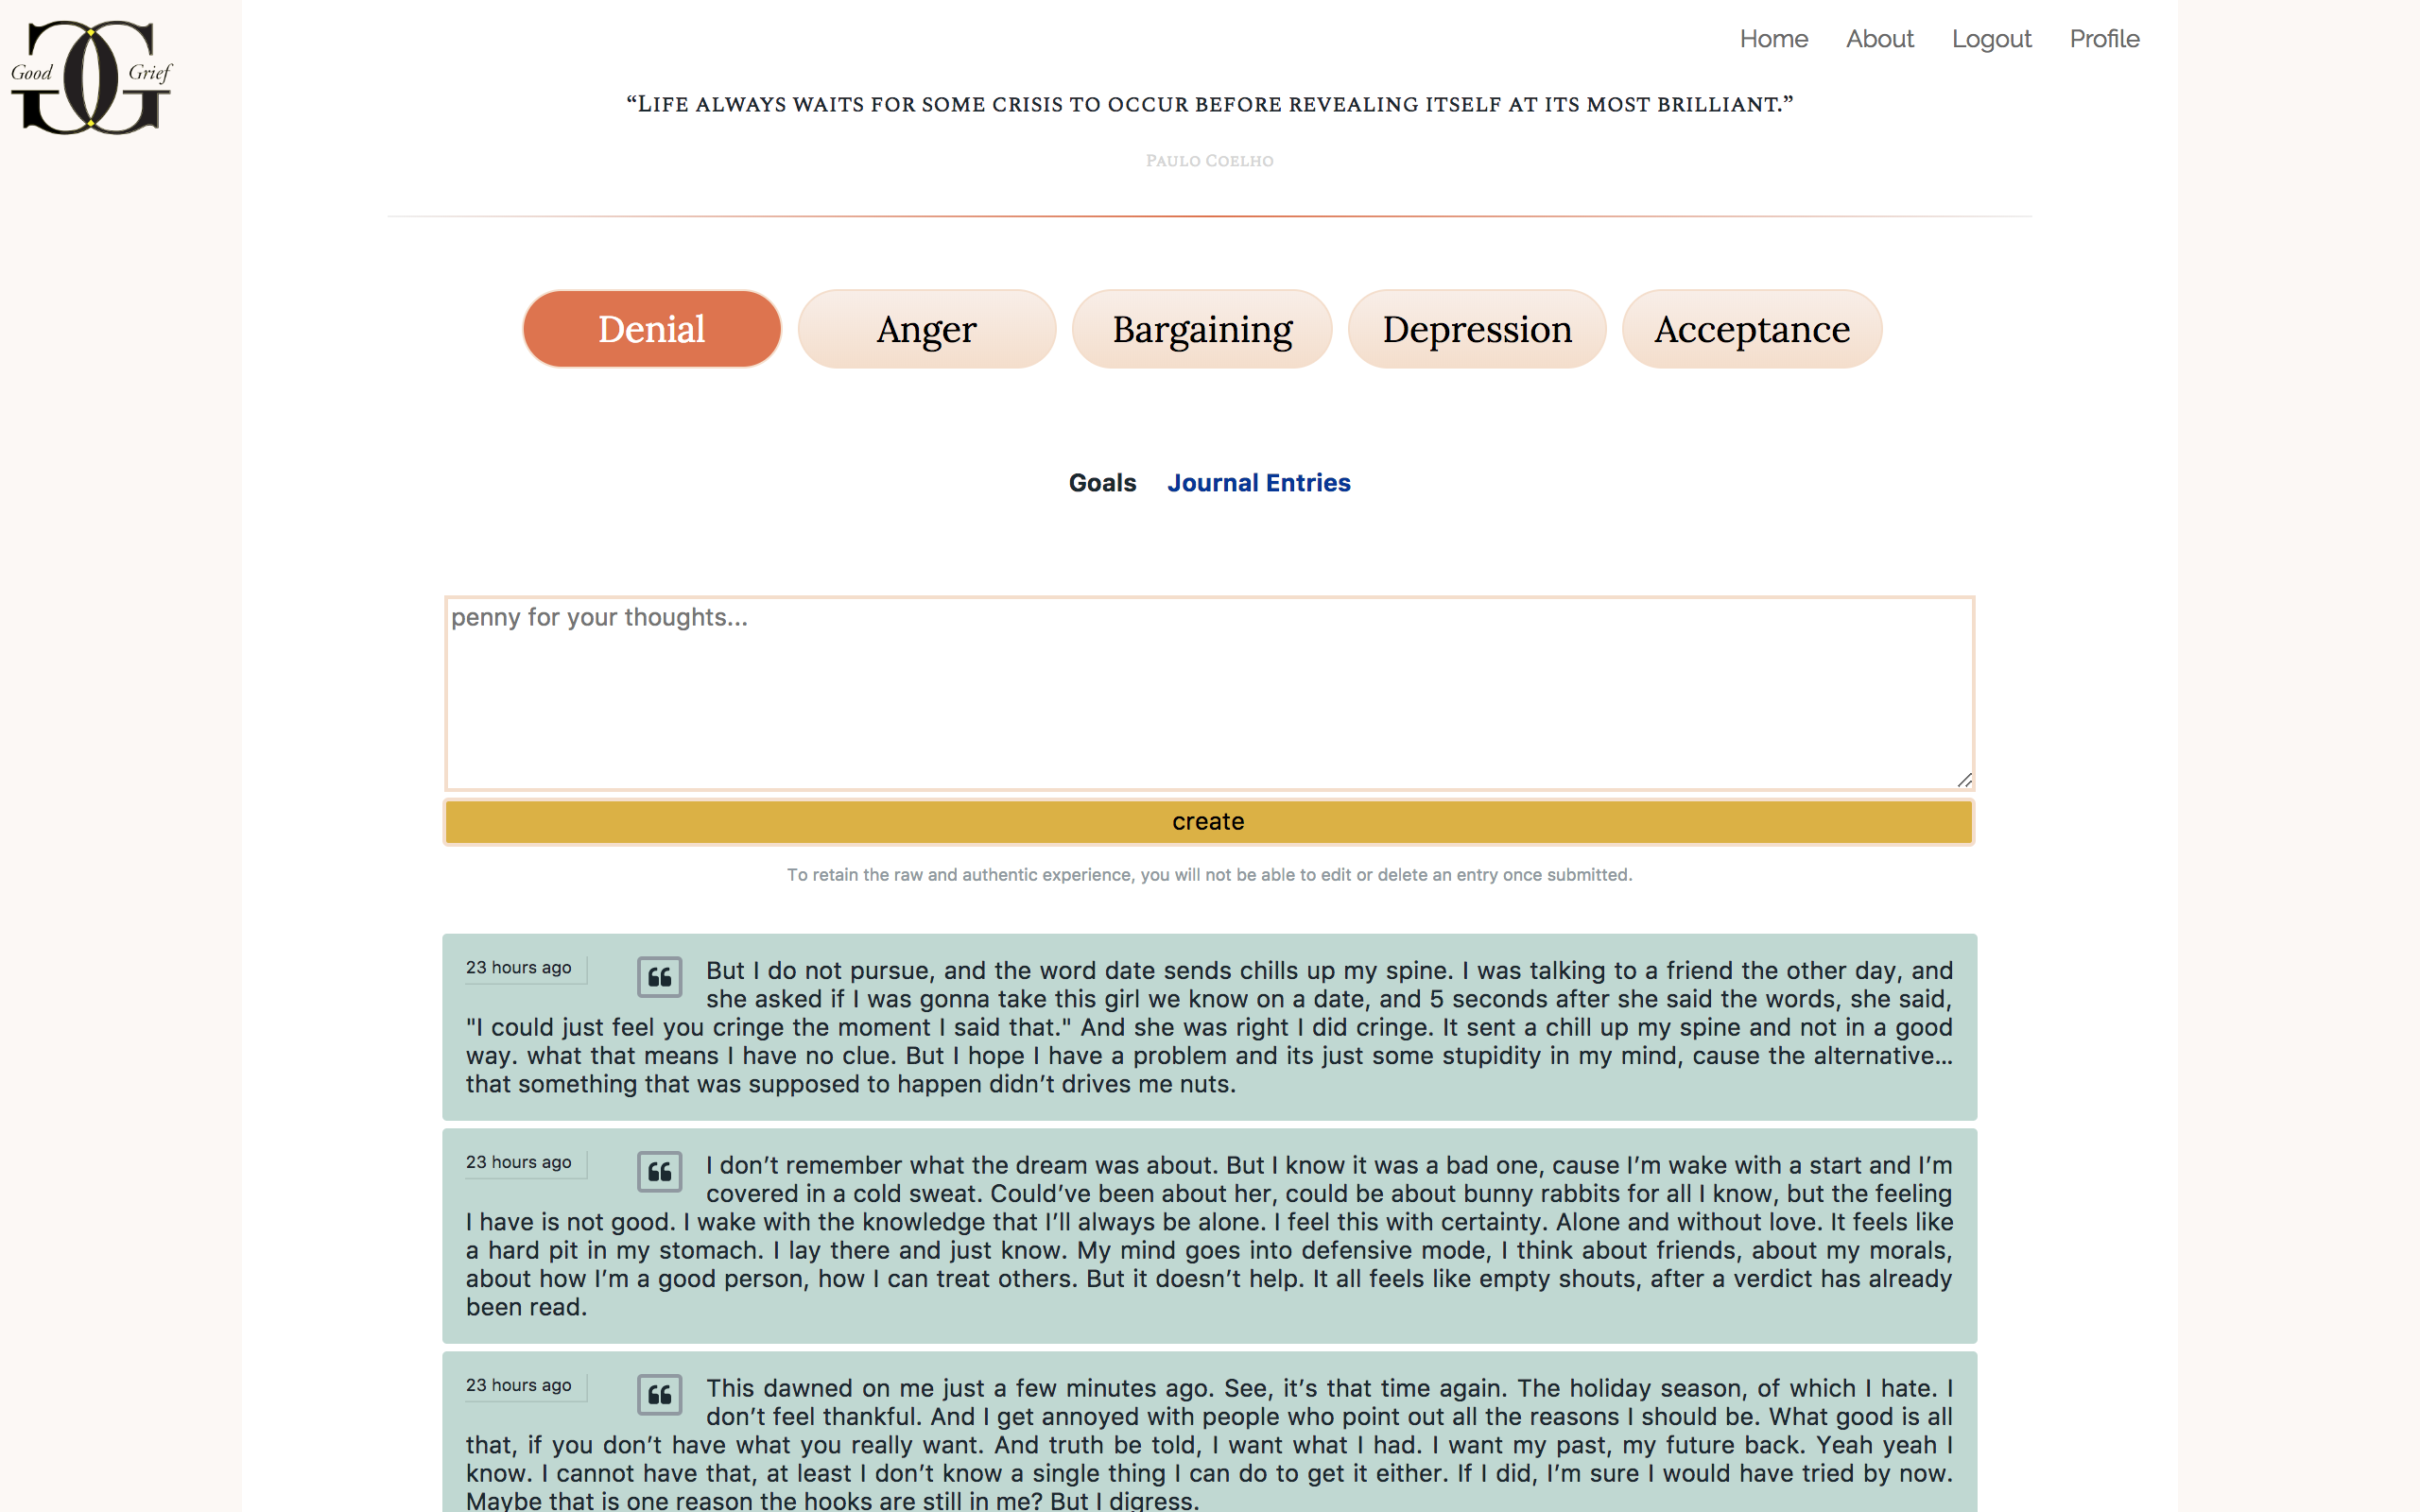 Good Grief
Home About Logout Profile
“Life always waits for some crisis to occur before revealing itself at its most brilliant.”
Paulo Coelho
Denial Anger Bargaining Depression Acceptance
Goals Journal Entries
penny for your thoughts...
create
To retain the raw and authentic experience, you will not be able to edit or delete an entry once submitted.
23 hours ago
But I do not pursue, and the word date sends chills up my spine. I was talking to a friend the other day, and
she asked if I was gonna take this girl we know on a date, and 5 seconds after she said the words, she said,
"I could just feel you cringe the moment I said that." And she was right I did cringe. It sent a chill up my spine and not in a good
way. what that means I have no clue. But I hope I have a problem and its just some stupidity in my mind, cause the alternative...
that something that was supposed to happen didn’t drives me nuts.
23 hours ago
I don’t remember what the dream was about. But I know it was a bad one, cause I’m wake with a start and I’m
covered in a cold sweat. Could’ve been about her, could be about bunny rabbits for all I know, but the feeling
I have is not good. I wake with the knowledge that I’ll always be alone. I feel this with certainty. Alone and without love. It feels like
a hard pit in my stomach. I lay there and just know. My mind goes into defensive mode, I think about friends, about my morals,
about how I’m a good person, how I can treat others. But it doesn’t help. It all feels like empty shouts, after a verdict has already
been read.
23 hours ago
This dawned on me just a few minutes ago. See, it’s that time again. The holiday season, of which I hate. I
don’t feel thankful. And I get annoyed with people who point out all the reasons I should be. What good is all
that, if you don’t have what you really want. And truth be told, I want what I had. I want my past, my future back. Yeah yeah I
know. I cannot have that, at least I don’t know a single thing I can do to get it either. If I did, I’m sure I would have tried by now.
Maybe that is one reason the hooks are still in me? But I digress.